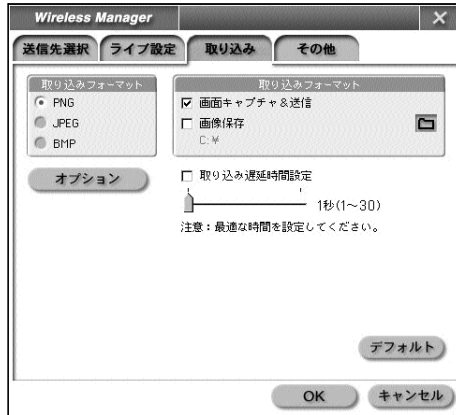 Wireless Manager
送信先選択 ライブ設定 取り込み その他
取り込みフォーマット
PNG
JPEG
BMP
オプション
取り込みフォーマット
画面キャプチャ&送信
画像保存
C:¥
取り込み遅延時間設定
1秒(1～30)
注意：最適な時間を設定してください。
デフォルト
OK キャンセル